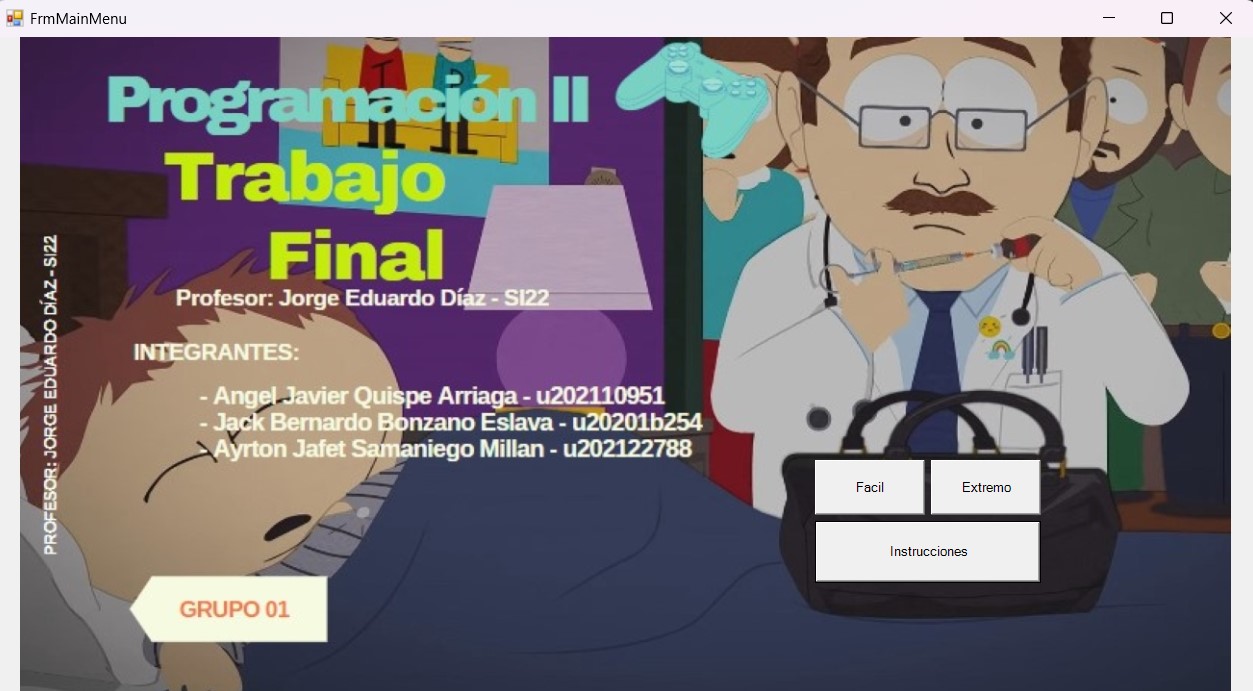 FrmMainMenu
Programación II
Trabajo
Final
Profesor: Jorge Eduardo Díaz - SI22
INTEGRANTES:
- Angel Javier Quispe Arriaga - u202110951
- Jack Bernardo Bonzano Eslava - u20201b254
- Ayrton Jafet Samaniego Millan - u202122788
PROFESOR: JORGE EDUARDO DÍAZ - SI22
GRUPO 01
Facil
Extremo
Instrucciones